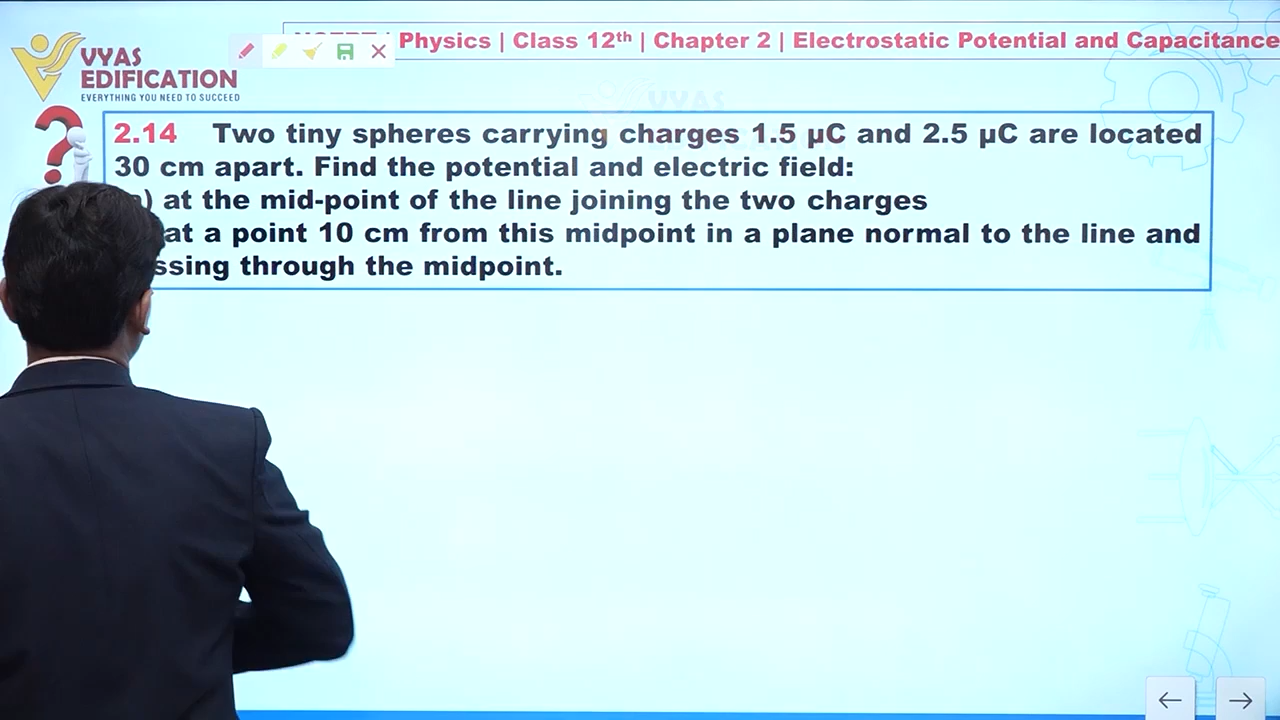 VYAS
EDIFICATION
EVERYTHING YOU NEED TO SUCCEED
Physics | Class 12th | Chapter 2 | Electrostatic Potential and Capacitance
VYAS
2.14 Two tiny spheres carrying charges 1.5 µC and 2.5 µC are located
30 cm apart. Find the potential and electric field:
) at the mid-point of the line joining the two charges
at a point 10 cm from this midpoint in a plane normal to the line and
ssing through the midpoint.